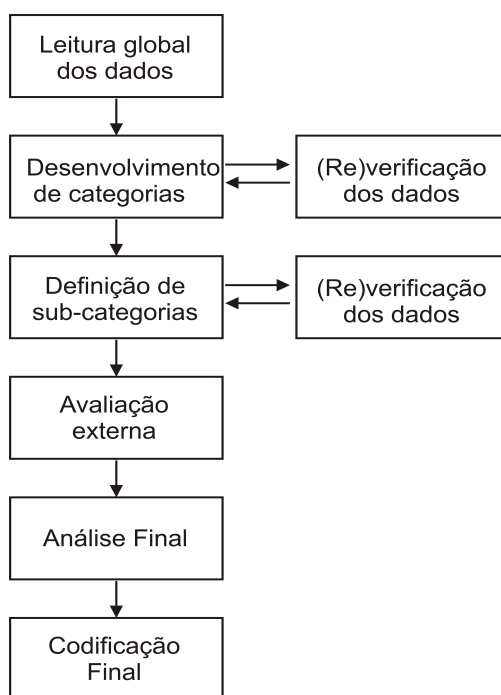 Leitura global
dos dados
Desenvolvimento
de categorias
(Re)verificação
dos dados
Definição de
sub-categorias
(Re)verificação
dos dados
Avaliação
externa
Análise Final
Codificação
Final